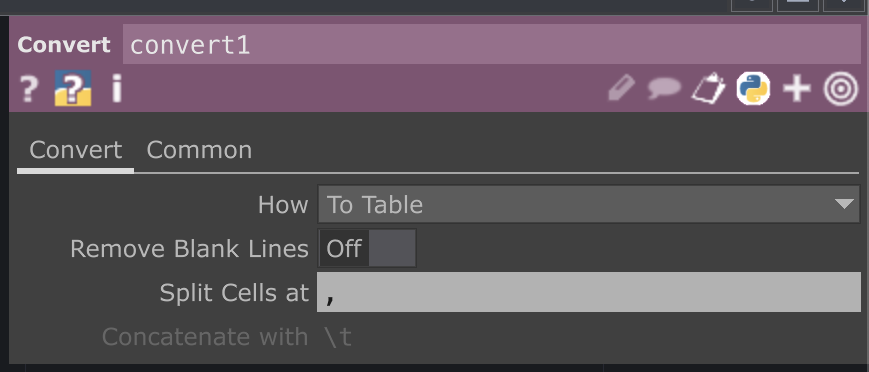 Convert convert1
? ? i
Convert Common
How To Table
Remove Blank Lines Off
Split Cells at ,
Concatenate with \t